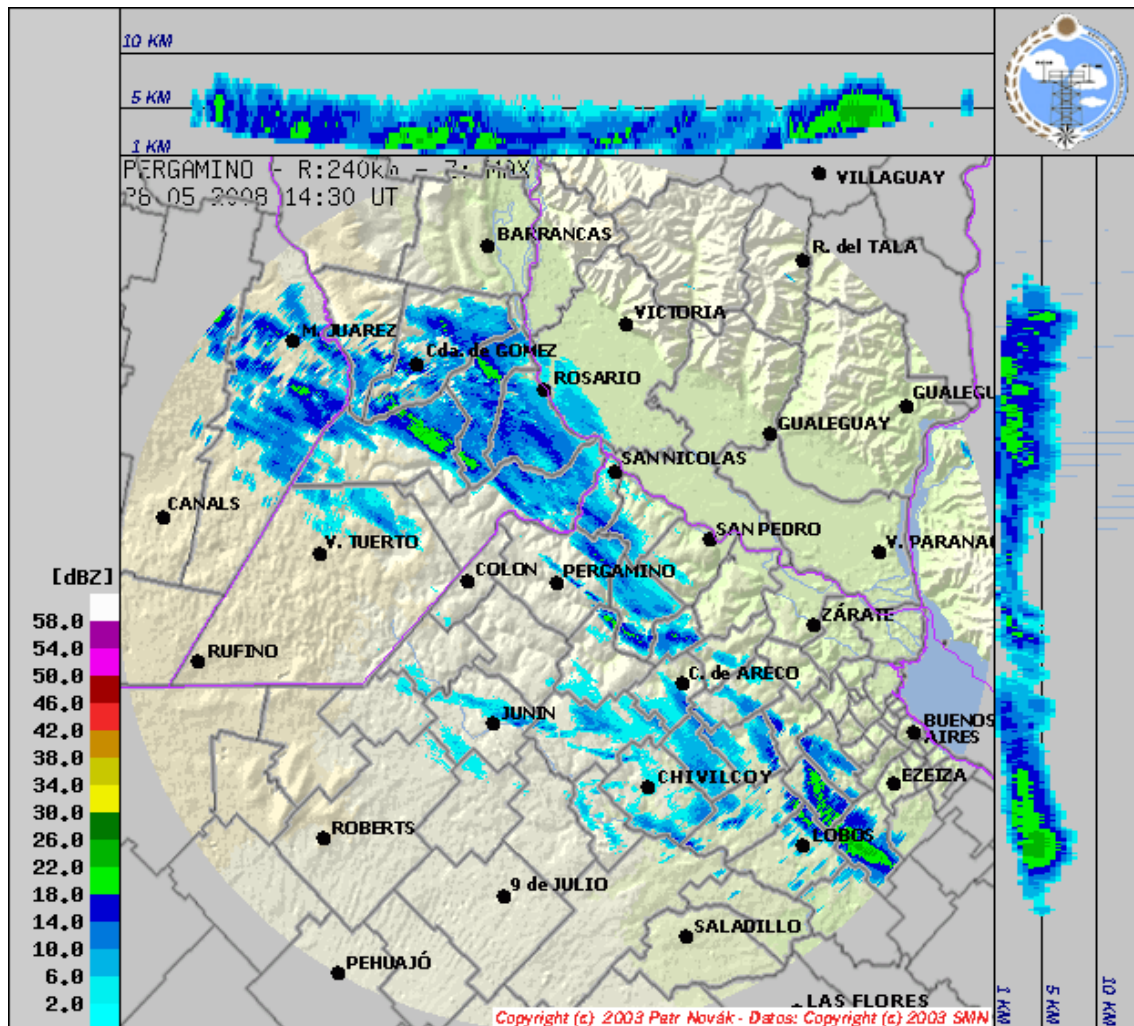 10 KM
5 KM
1 KM
PERGAMINO - R:240km - Z: MAX
28.05.2008 14:30 UT
VILLAGUAY
BARRANCAS
R. del TALA
VICTORIA
M. JUAREZ
Cda. de GOMEZ
ROSARIO
GUALEGU
GUALEGUAY
SAN NICOLAS
CANALS
SAN PEDRO
V. TUERTO
V. PARANAC
COLON
PERGAMINO
[dBZ]
58.0
54.0
50.0
46.0
42.0
38.0
34.0
30.0
26.0
22.0
18.0
14.0
10.0
6.0
2.0
ZÁRATE
RUFINO
C. de ARECO
JUNIN
BUENOS
AIRES
CHIVILCOY
EZEIZA
ROBERTS
LOBOS
9 de JULIO
SALADILLO
PEHUAJÓ
LAS FLORES
1 KM
5 KM
10 KM
Copyright (c) 2003 Petr Novák - Datos: Copyright (c) 2003 SMN